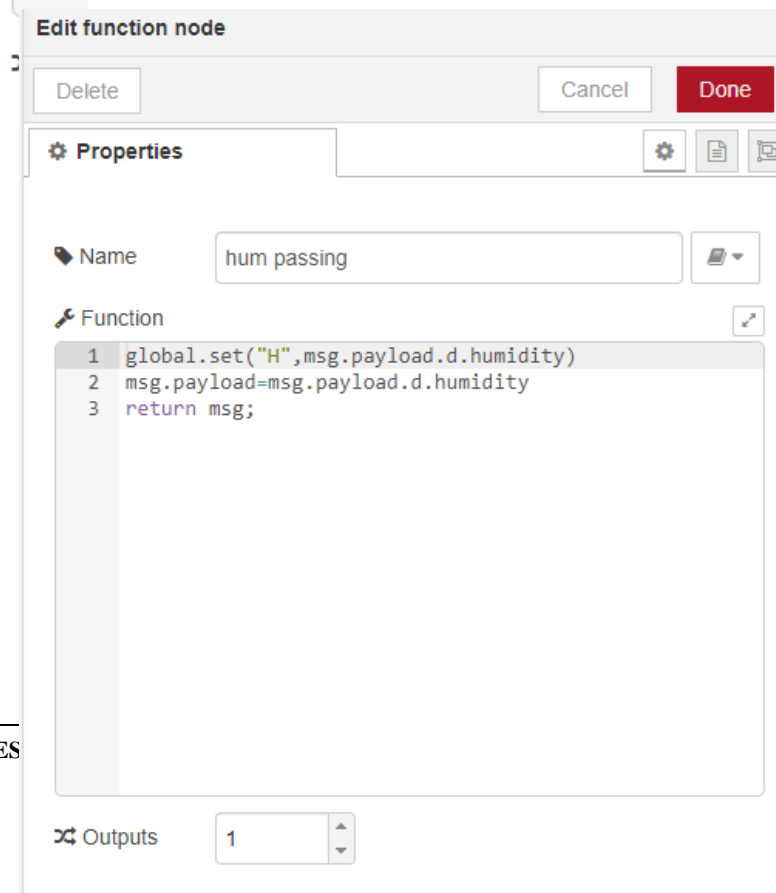 Edit function node
Delete
Cancel
Done
Properties
Name
hum passing
Function
1 global.set("H",msg.payload.d.humidity)
2 msg.payload=msg.payload.d.humidity
3 return msg;
ES
Outputs
1